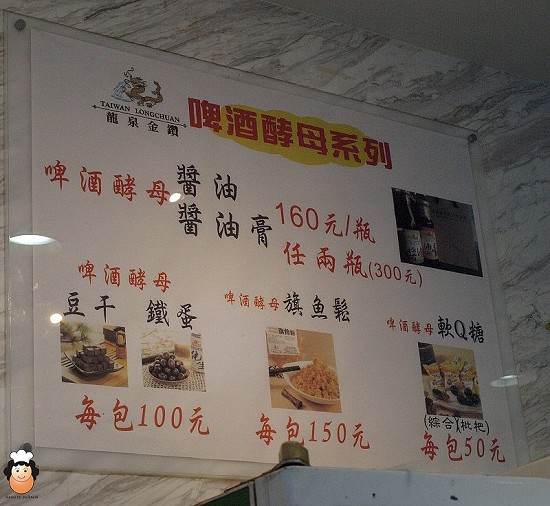 TAIWAN LONGCHUAN
龍泉金鑽
啤酒酵母系列
啤酒酵母醬油
醬油膏
160元/瓶
任兩瓶(300元)
啤酒酵母
豆干 鐵蛋
每包100元
啤酒酵母旗魚鬆
每包150元
啤酒酵母軟Q糖
(綜合)(枇杷)
每包50元